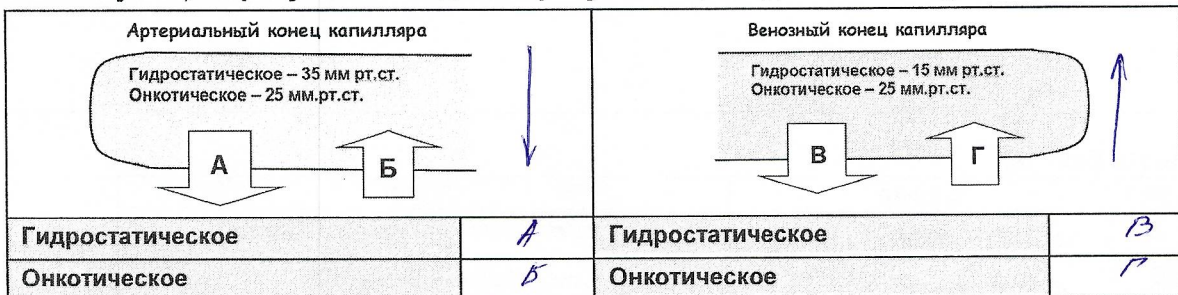 Артериальный конец капилляра
Гидростатическое – 35 мм рт.ст.
Онкотическое – 25 мм.рт.ст.
А
Б
Венозный конец капилляра
Гидростатическое – 15 мм рт.ст.
Онкотическое – 25 мм.рт.ст.
В
Г
Гидростатическое А Гидростатическое В
Онкотическое Б Онкотическое Г